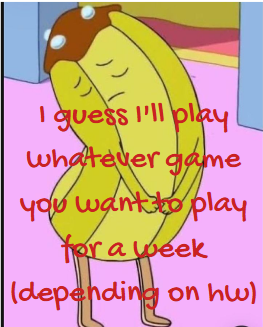 I guess I'll play
whatever game
you want to play
for a week
(depending on hw)